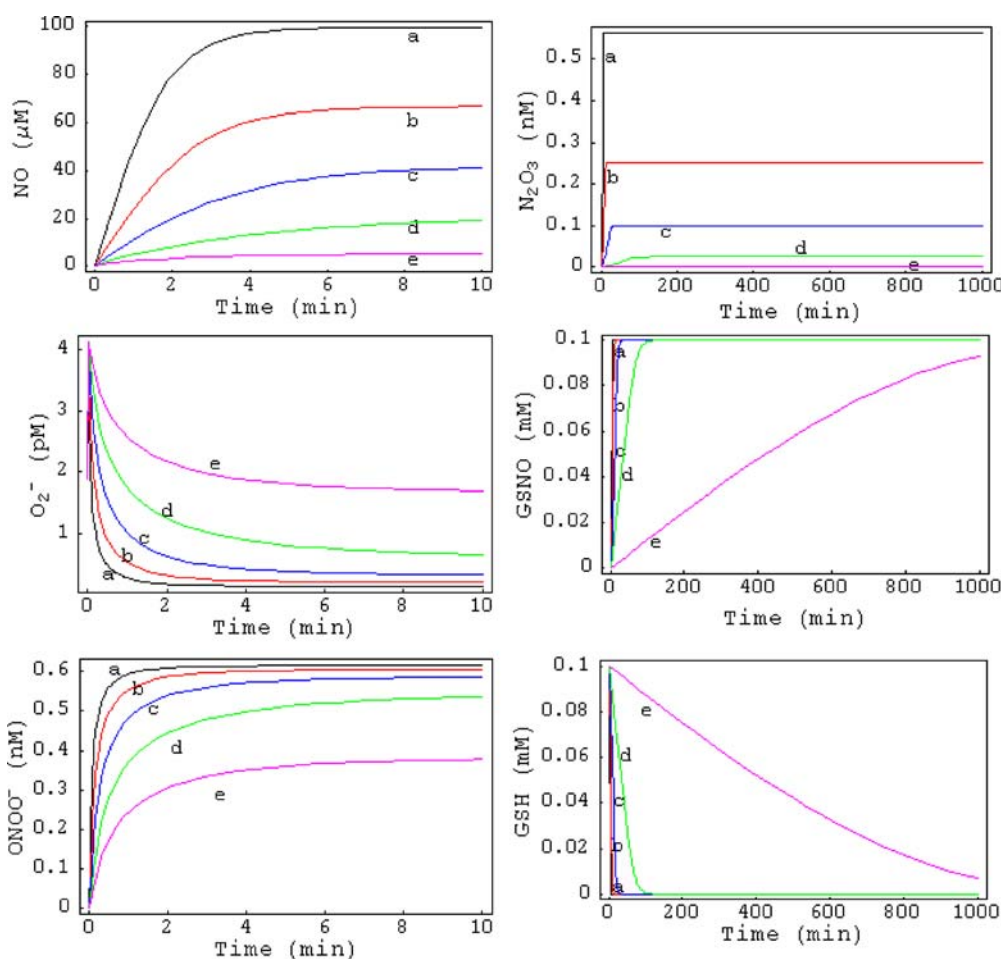 NO (μM)
100
80
60
40
20
0
a
b
c
d
e
0 2 4 6 8 10
Time (min)
N₂O₃ (nM)
0.5
0.4
0.3
0.2
0.1
0
a
b
c
d
e
0 200 400 600 800 1000
Time (min)
O₂⁻ (pM)
4
3
2
1
e
d
c
b
a
0 2 4 6 8 10
Time (min)
GSNO (mM)
0.1
0.08
0.06
0.04
0.02
0
a
b
c
d
e
0 200 400 600 800 1000
Time (min)
ONOO⁻ (nM)
0.6
0.5
0.4
0.3
0.2
0.1
0
a
b
c
d
e
0 2 4 6 8 10
Time (min)
GSH (mM)
0.1
0.08
0.06
0.04
0.02
0
e
d
c
b
a
0 200 400 600 800 1000
Time (min)